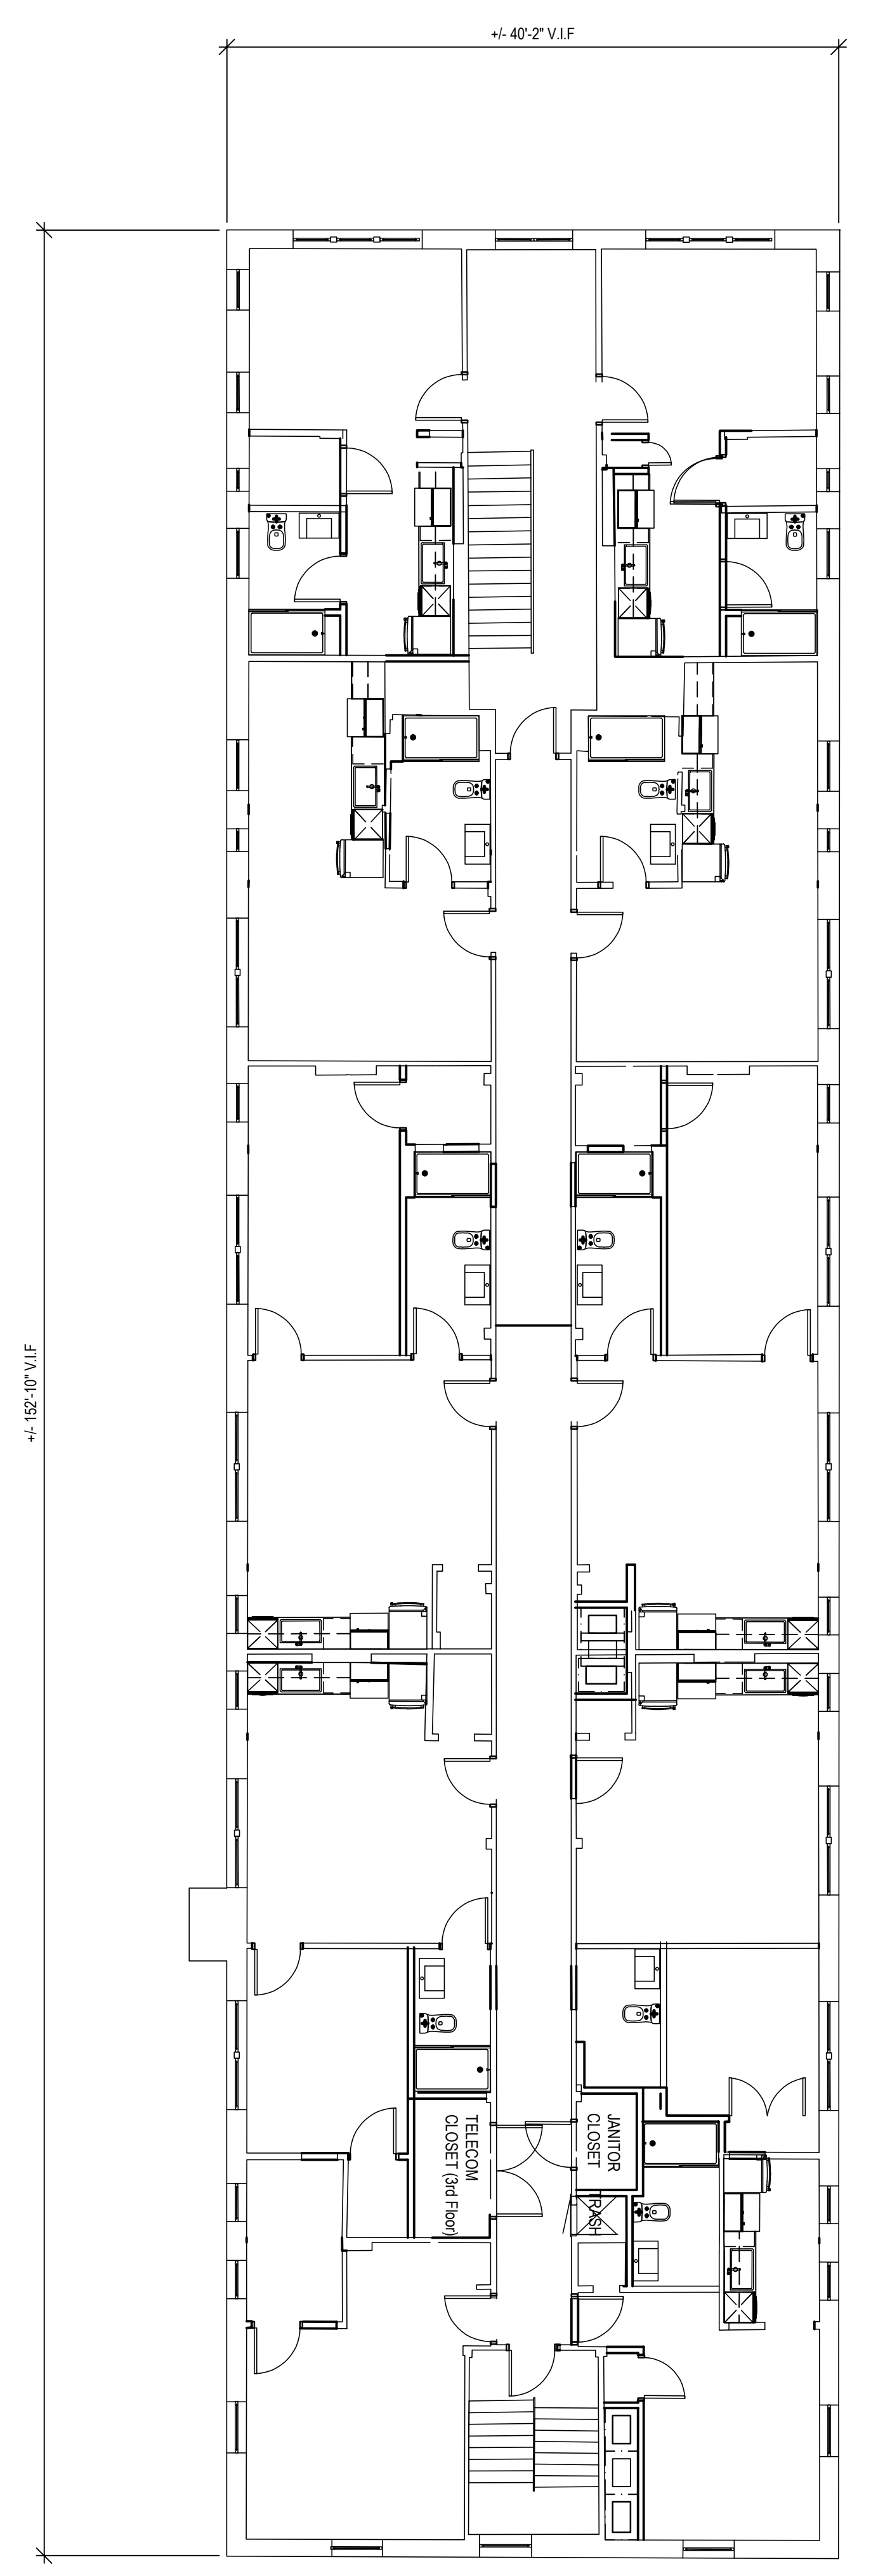 +/- 40'-2" V.I.F
+/- 152'-10" V.I.F
TELECOM
CLOSET (3rd Floor)
JANITOR
CLOSET
TRASH